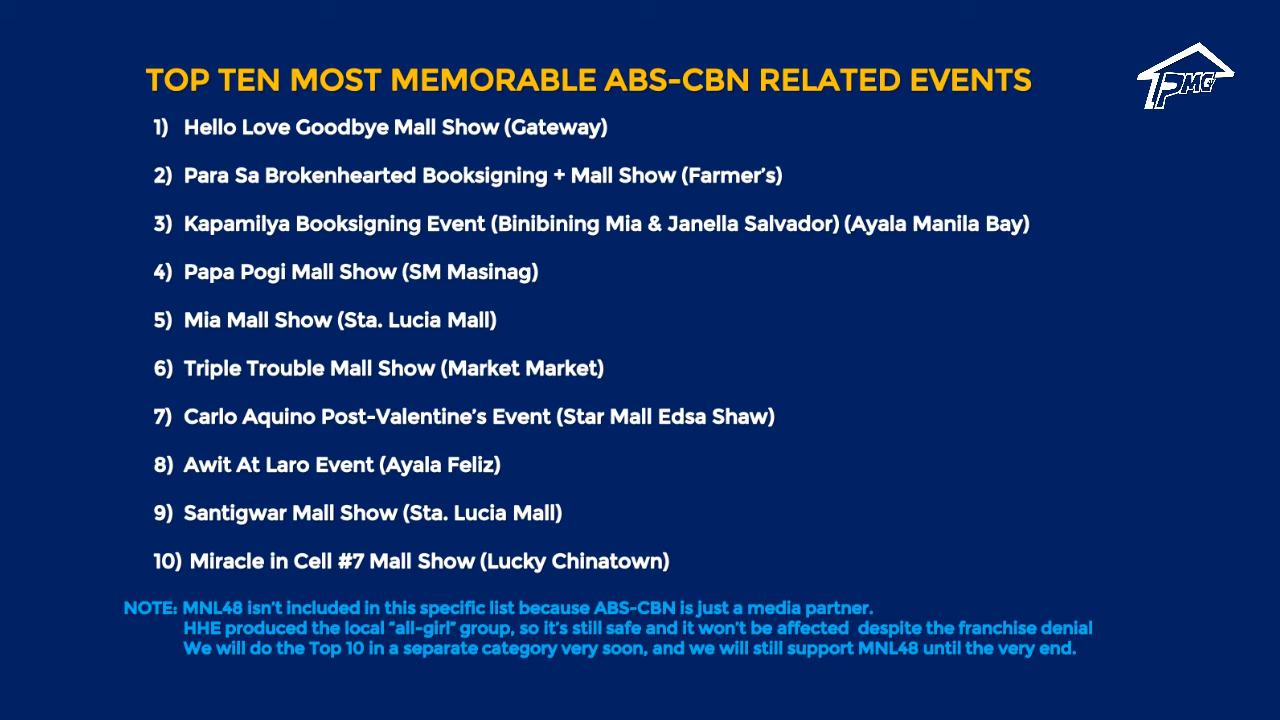 TOP TEN MOST MEMORABLE ABS-CBN RELATED EVENTS
PMG
1) Hello Love Goodbye Mall Show (Gateway)
2) Para Sa Brokenhearted Booksigning + Mall Show (Farmer's)
3) Kapamilya Booksigning Event (Binibining Mia & Janella Salvador) (Ayala Manila Bay)
4) Papa Pogi Mall Show (SM Masinag)
5) Mia Mall Show (Sta. Lucia Mall)
6) Triple Trouble Mall Show (Market Market)
7) Carlo Aquino Post-Valentine's Event (Star Mall Edsa Shaw)
8) Awit At Laro Event (Ayala Feliz)
9) Santigwar Mall Show (Sta. Lucia Mall)
10) Miracle in Cell #7 Mall Show (Lucky Chinatown)
NOTE: MNL48 isn't included in this specific list because ABS-CBN is just a media partner.
HHE produced the local "all-girl" group, so it's still safe and it won't be affected despite the franchise denial
We will do the Top 10 in a separate category very soon, and we will still support MNL48 until the very end.